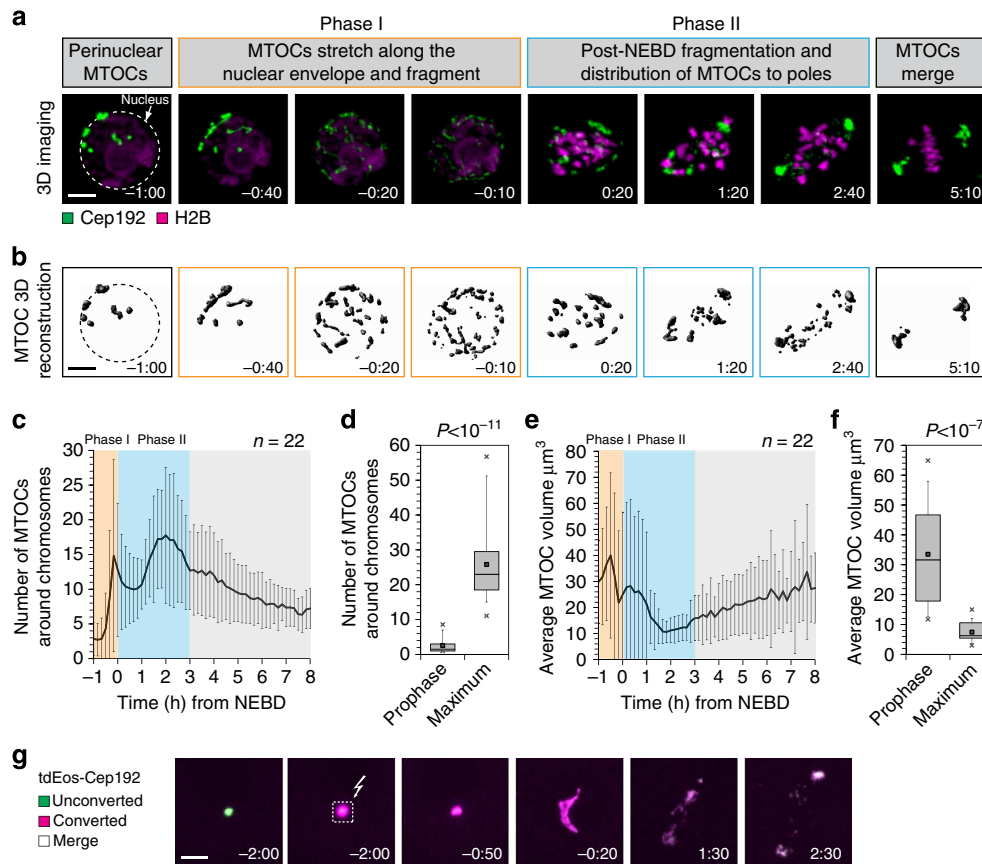 a
Phase I
Phase II
Perinuclear
MTOCs
MTOCs stretch along the
nuclear envelope and fragment
Post-NEBD fragmentation and
distribution of MTOCs to poles
MTOCs
merge
3D imaging
Nucleus
–1:00
–0:40
–0:20
–0:10
0:20
1:20
2:40
5:10
Cep192
H2B
b
MTOC 3D
reconstruction
–1:00
–0:40
–0:20
–0:10
0:20
1:20
2:40
5:10
c
Phase I Phase II
n = 22
Number of MTOCs
around chromosomes
30
25
20
15
10
5
0
–1 0 1 2 3 4 5 6 7 8
Time (h) from NEBD
d
P<10⁻¹¹
Number of MTOCs
around chromosomes
60
50
40
30
20
10
0
Prophase
Maximum
e
Phase I Phase II
n = 22
Average MTOC volume μm³
80
70
60
50
40
30
20
10
0
–1 0 1 2 3 4 5 6 7 8
Time (h) from NEBD
f
P<10⁻⁷
Average MTOC volume μm³
80
70
60
50
40
30
20
10
0
Prophase
Maximum
g
tdEos-Cep192
Unconverted
Converted
Merge
–2:00
–2:00
–0:50
–0:20
1:30
2:30